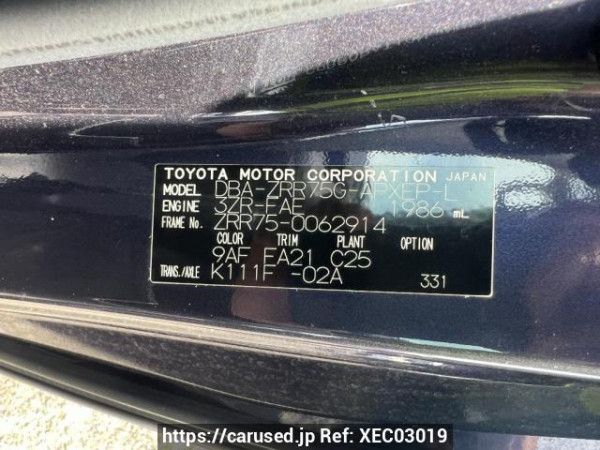 TOYOTA MOTOR CORPORATION JAPAN
MODEL DBA-ZRR75G-APXEP-L
ENGINE 3ZR-FAE 1986 mL
FRAME No. ZRR75-0062914
COLOR TRIM PLANT OPTION
9AF EA21 C25
TRANS./AXLE K111F -02A 331
https://carused.jp Ref: XEC03019